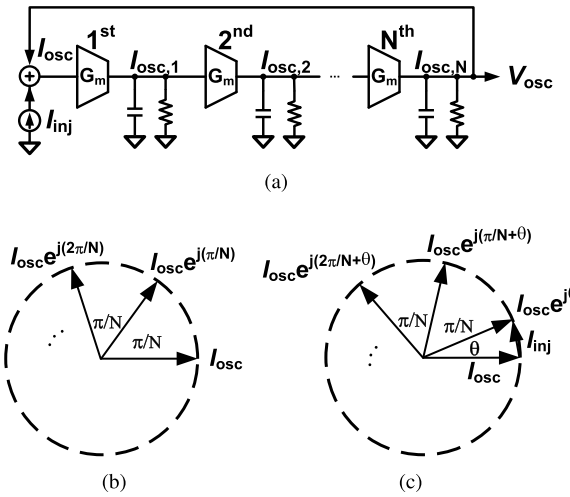 1st 2nd Nth
Iosc Iosc,1 Iosc,2 Iosc,N
Gm Gm ... Gm
+ Vosc
Iinj
(a)
Iosce^j(2π/N) Iosce^j(π/N)
π/N
π/N
...
Iosc
(b)
Iosce^j(2π/N+θ) Iosce^j(π/N+θ)
Iosce^j(
π/N π/N
Iinj
θ
...
Iosc
(c)